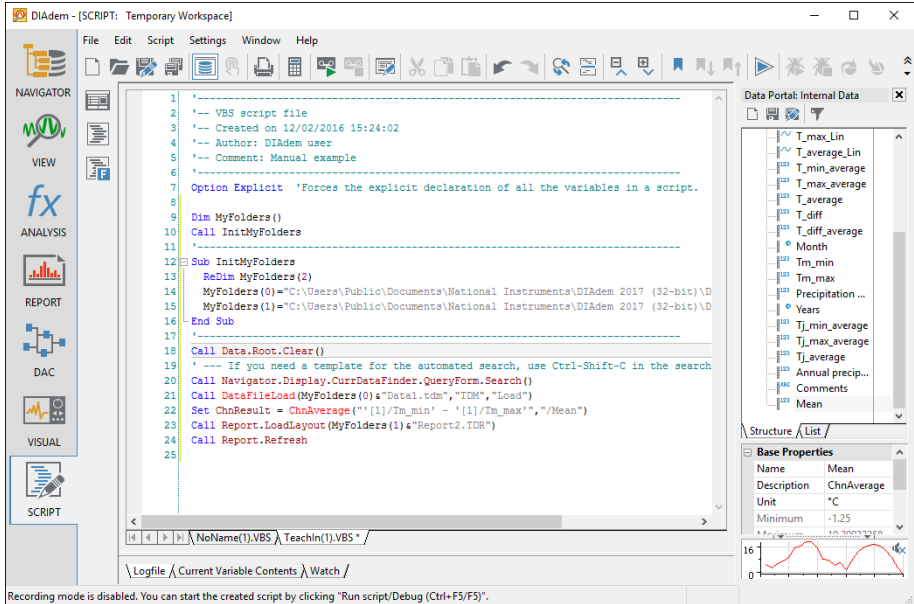 DIAdem - [SCRIPT: Temporary Workspace]
File Edit Script Settings Window Help
NAVIGATOR
VIEW
fx
ANALYSIS
REPORT
DAC
VISUAL
SCRIPT
1 '--------------------------------------------------------------------------------
2 '-- VBS script file
3 '-- Created on 12/02/2016 15:24:02
4 '-- Author: DIAdem user
5 '-- Comment: Manual example
6 '--------------------------------------------------------------------------------
7 Option Explicit 'Forces the explicit declaration of all the variables in a script.
8
9 Dim MyFolders()
10 Call InitMyFolders
11 '--------------------------------------------------------------------------------
12 Sub InitMyFolders
13 ReDim MyFolders(2)
14 MyFolders(0)="C:\Users\Public\Documents\National Instruments\DIAdem 2017 (32-bit)\D
15 MyFolders(1)="C:\Users\Public\Documents\National Instruments\DIAdem 2017 (32-bit)\D
16 End Sub
17 '--------------------------------------------------------------------------------
18 Call Data.Root.Clear()
19 ' --- If you need a template for the automated search, use Ctrl-Shift-C in the search
20 Call Navigator.Display.CurrDataFinder.QueryForm.Search()
21 Call DataFileLoad(MyFolders(0)&"Data1.tdm","TDM","Load")
22 Set ChnResult = ChnAverage("'[1]/Tm_min' - '[1]/Tm_max'","/Mean")
23 Call Report.LoadLayout(MyFolders(1)&"Report2.TDR")
24 Call Report.Refresh
25
NoName(1).VBS TeachIn(1).VBS *
Logfile Current Variable Contents Watch
Data Portal: Internal Data
T_max_Lin
T_average_Lin
T_min_average
T_max_average
T_average
T_diff
T_diff_average
Month
Tm_min
Tm_max
Precipitation ...
Years
Tj_min_average
Tj_max_average
Tj_average
Annual precip...
Comments
Mean
Structure List
Base Properties
Name Mean
Description ChnAverage
Unit °C
Minimum -1.25
16
0
Recording mode is disabled. You can start the created script by clicking "Run script/Debug (Ctrl+F5/F5)".